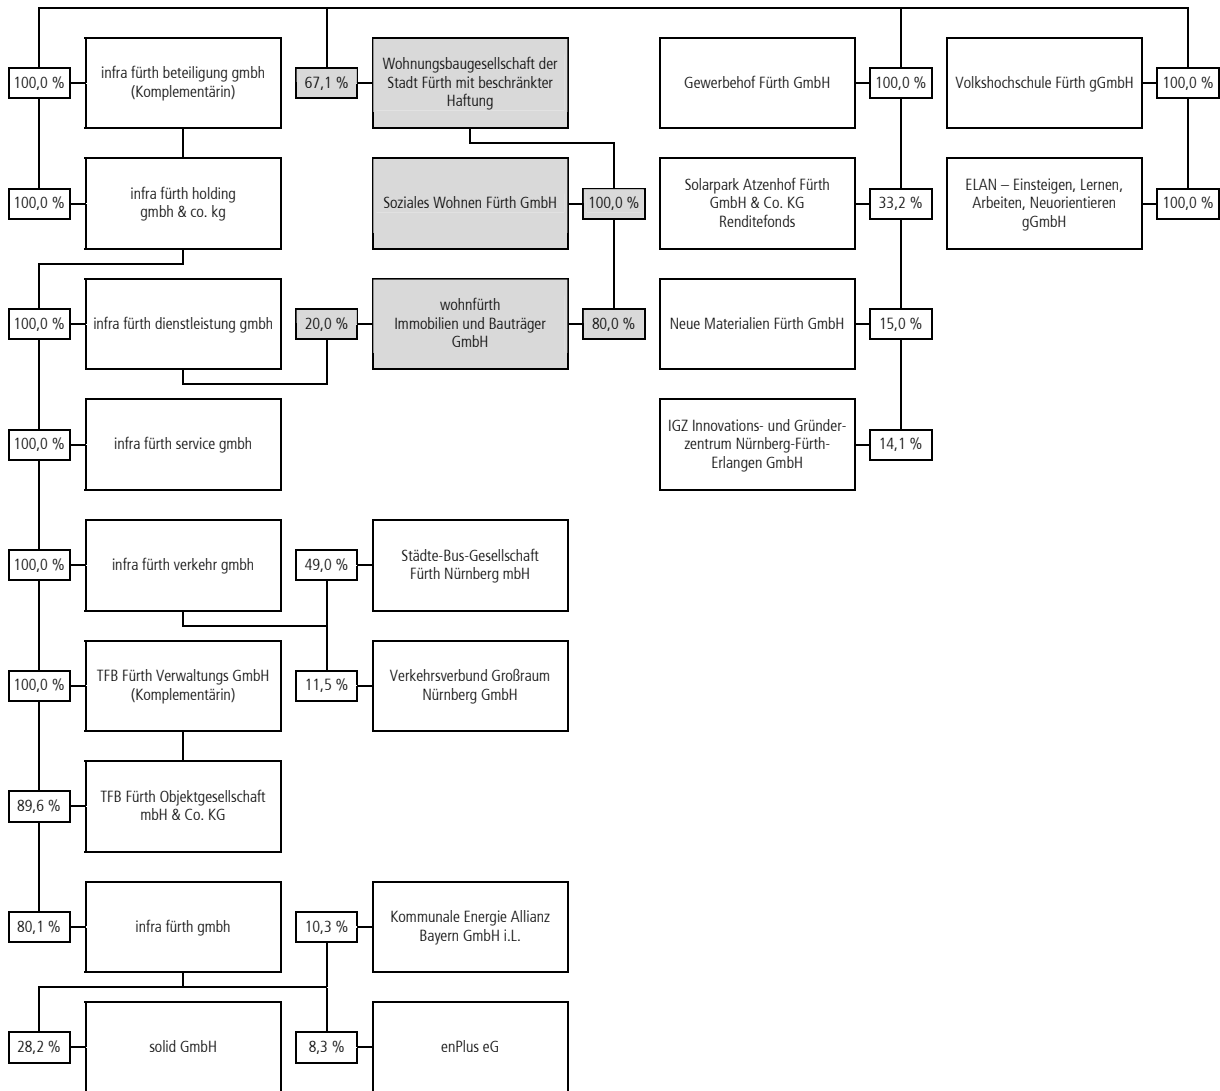 100,0 %
infra fürth beteiligung gmbh
(Komplementärin)
67,1 %
Wohnungsbaugesellschaft der
Stadt Fürth mit beschränkter
Haftung
Gewerbehof Fürth GmbH
100,0 %
Volkshochschule Fürth gGmbH
100,0 %
100,0 %
infra fürth holding
gmbh & co. kg
Soziales Wohnen Fürth GmbH
100,0 %
Solarpark Atzenhof Fürth
GmbH & Co. KG
Renditefonds
33,2 %
ELAN – Einsteigen, Lernen,
Arbeiten, Neuorientieren
gGmbH
100,0 %
100,0 %
infra fürth dienstleistung gmbh
20,0 %
wohnfürth
Immobilien und Bauträger
GmbH
80,0 %
Neue Materialien Fürth GmbH
15,0 %
100,0 %
infra fürth service gmbh
IGZ Innovations- und Gründer-
zentrum Nürnberg-Fürth-
Erlangen GmbH
14,1 %
100,0 %
infra fürth verkehr gmbh
49,0 %
Städte-Bus-Gesellschaft
Fürth Nürnberg mbH
100,0 %
TFB Fürth Verwaltungs GmbH
(Komplementärin)
11,5 %
Verkehrsverbund Großraum
Nürnberg GmbH
89,6 %
TFB Fürth Objektgesellschaft
mbH & Co. KG
80,1 %
infra fürth gmbh
10,3 %
Kommunale Energie Allianz
Bayern GmbH i.L.
28,2 %
solid GmbH
8,3 %
enPlus eG